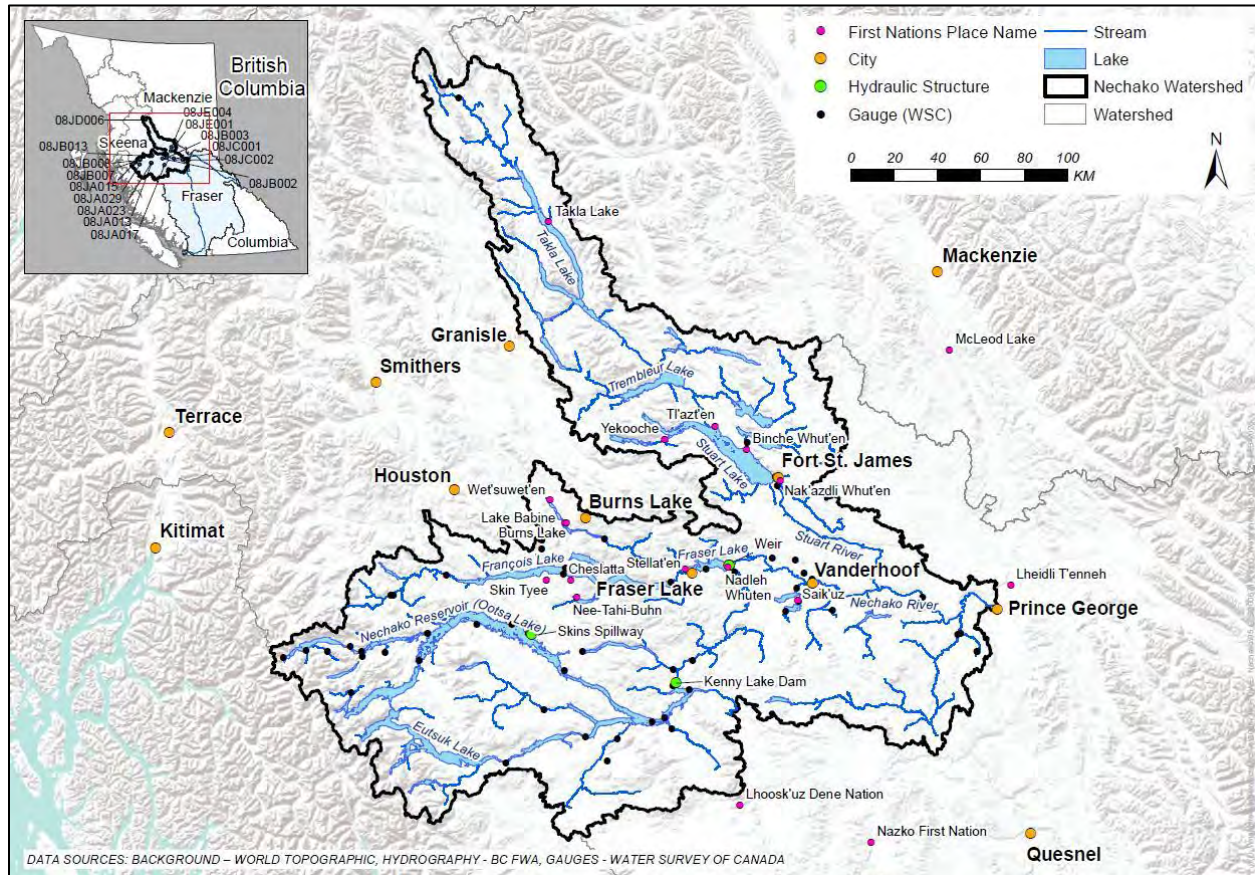 British
Columbia
Mackenzie
08JD006
08JE004
08JE001
08JB003
Skeena
08JC001
08JB013
08JC002
08JB008
08JB007
08JB002
08JA015
08JA029
Fraser
08JA023
08JA013
08JA017
Columbia
First Nations Place Name
City
Hydraulic Structure
Gauge (WSC)
Stream
Lake
Nechako Watershed
Watershed
0 20 40 60 80 100
KM
N
Takla Lake
Takla Lake
Mackenzie
McLeod Lake
Granisle
Smithers
Trembleur Lake
Terrace
Tl'azt'en
Yekooche
Binche Whut'en
Stuart Lake
Fort St. James
Houston
Nak'azdli Whut'en
Wet'suwet'en
Burns Lake
Lake Babine
Burns Lake
Kitimat
Stuart River
Weir
Fraser Lake
François Lake
Stellat'en
Cheslatta
Vanderhoof
Skin Tyee
Fraser Lake
Nadleh
Whuten
Saik'uz
Lheidli T'enneh
Nee-Tahi-Buhn
Nechako River
Prince George
Nechako Reservoir (Ootsa Lake)
Skins Spillway
Kenny Lake Dam
Eutsuk Lake
Lhoosk'uz Dene Nation
Nazko First Nation
Quesnel
DATA SOURCES: BACKGROUND – WORLD TOPOGRAPHIC, HYDROGRAPHY - BC FWA, GAUGES - WATER SURVEY OF CANADA